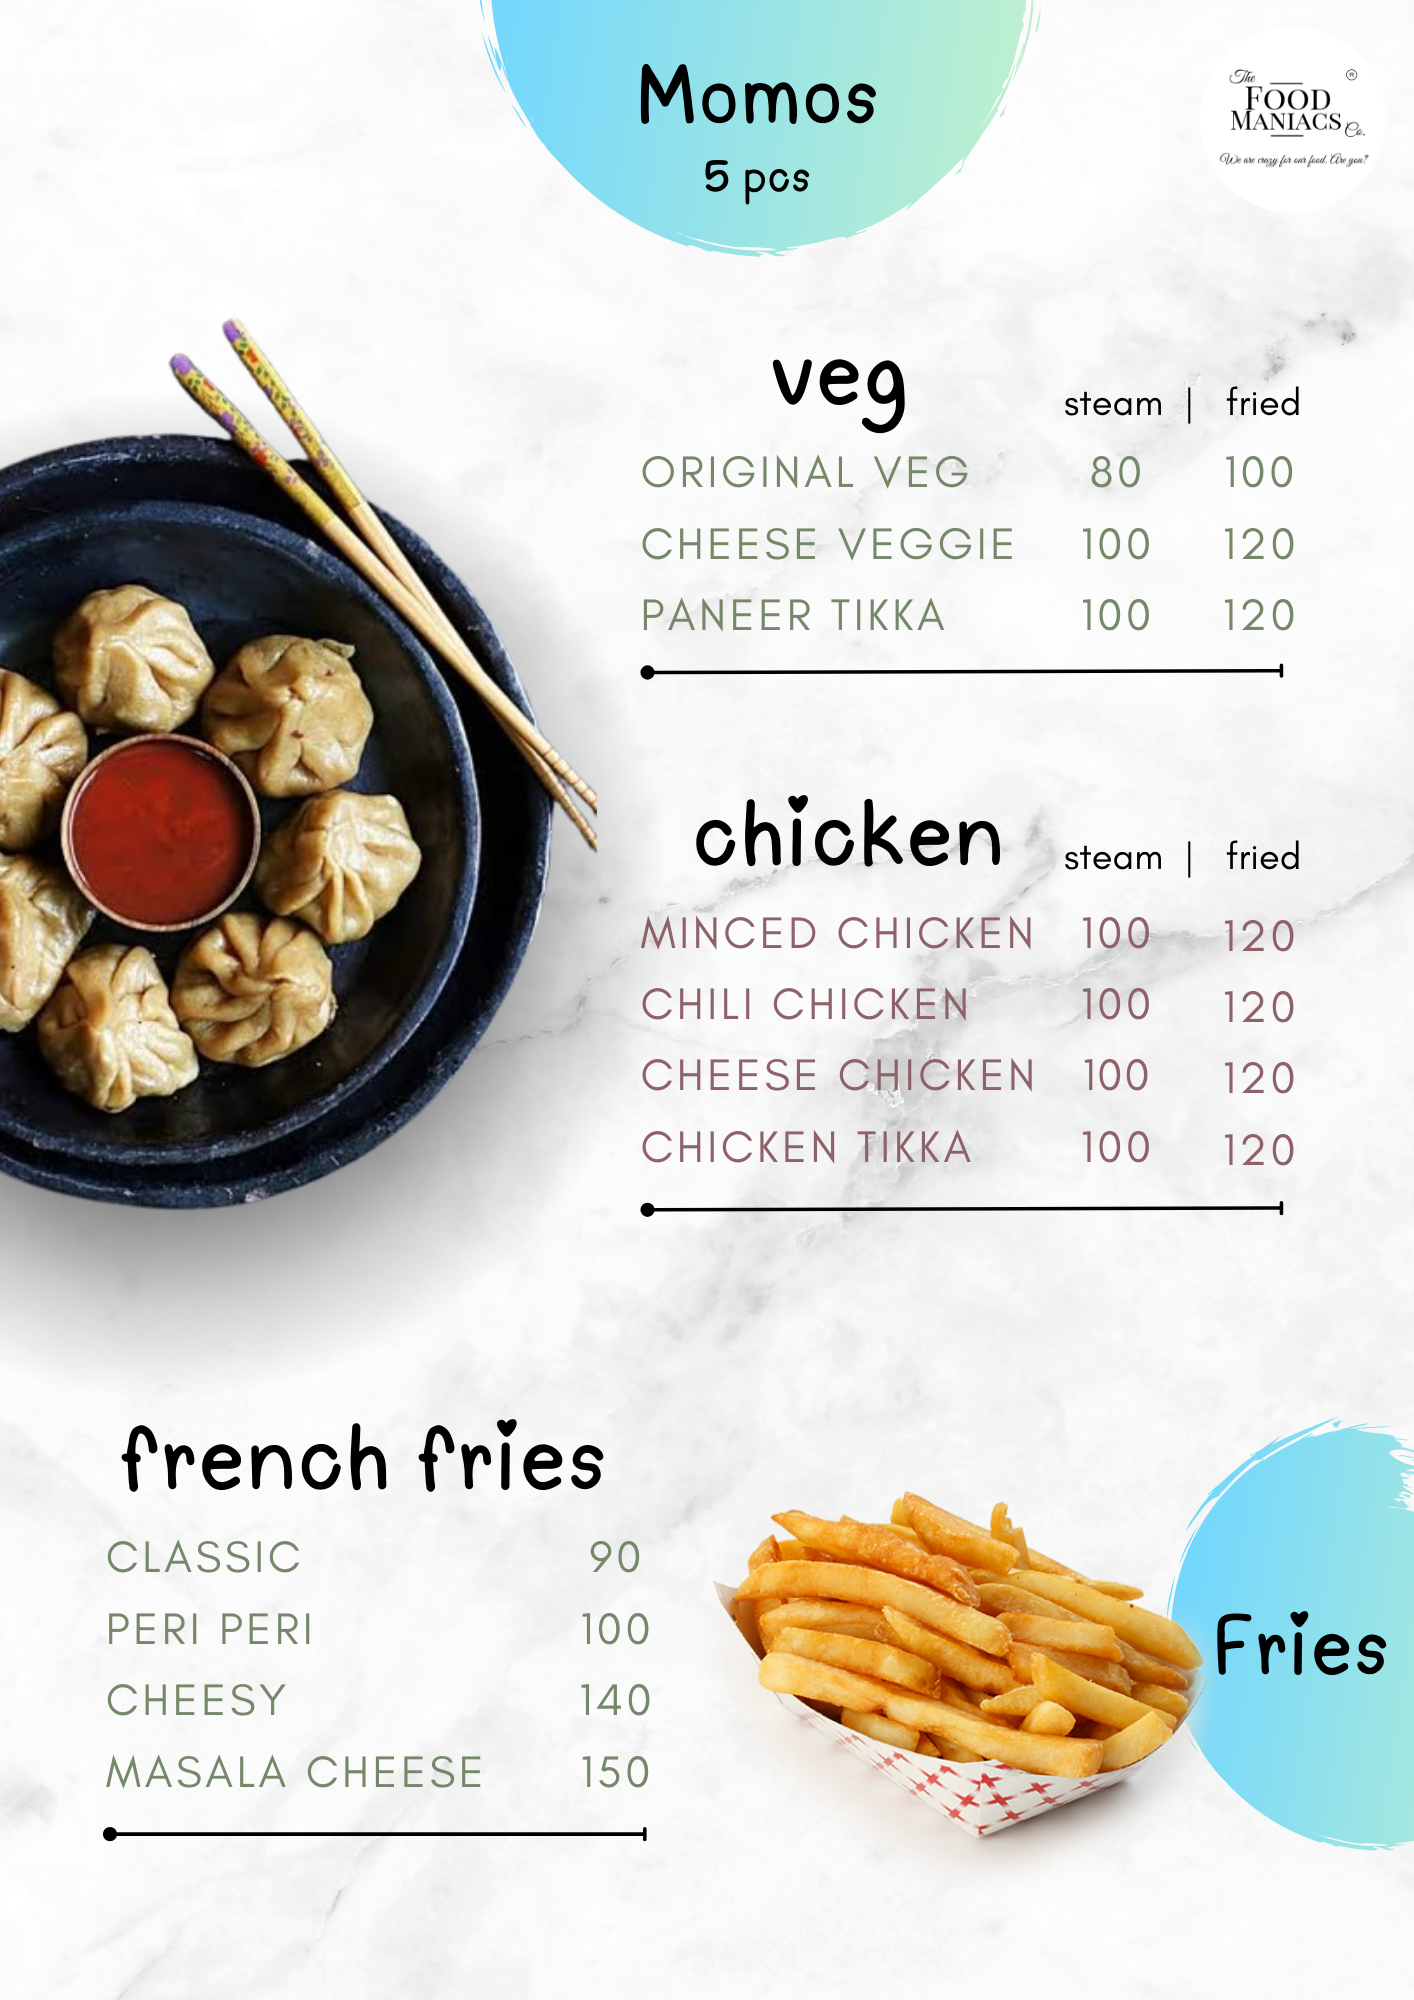 Momos
5 pcs
The
FOOD
MANIACS
Co.
®
We are crazy for our food. Are you?
veg steam | fried
ORIGINAL VEG 80 100
CHEESE VEGGIE 100 120
PANEER TIKKA 100 120
chicken steam | fried
MINCED CHICKEN 100 120
CHILI CHICKEN 100 120
CHEESE CHICKEN 100 120
CHICKEN TIKKA 100 120
french fries
CLASSIC 90
PERI PERI 100
CHEESY 140
MASALA CHEESE 150
Fries